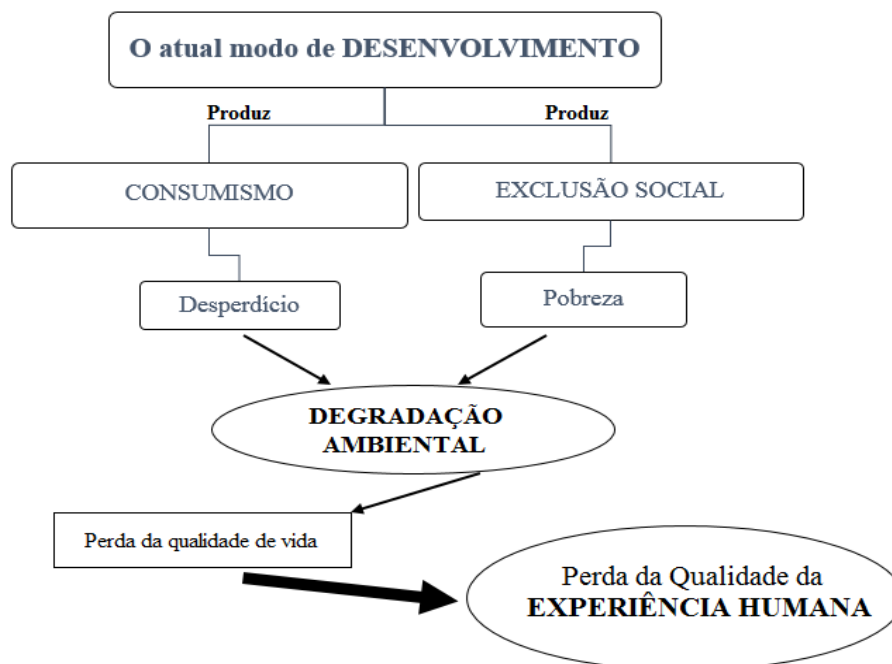 O atual modo de DESENVOLVIMENTO
Produz
Produz
CONSUMISMO
EXCLUSÃO SOCIAL
Desperdício
Pobreza
DEGRADAÇÃO
AMBIENTAL
Perda da qualidade de vida
Perda da Qualidade da
EXPERIÊNCIA HUMANA